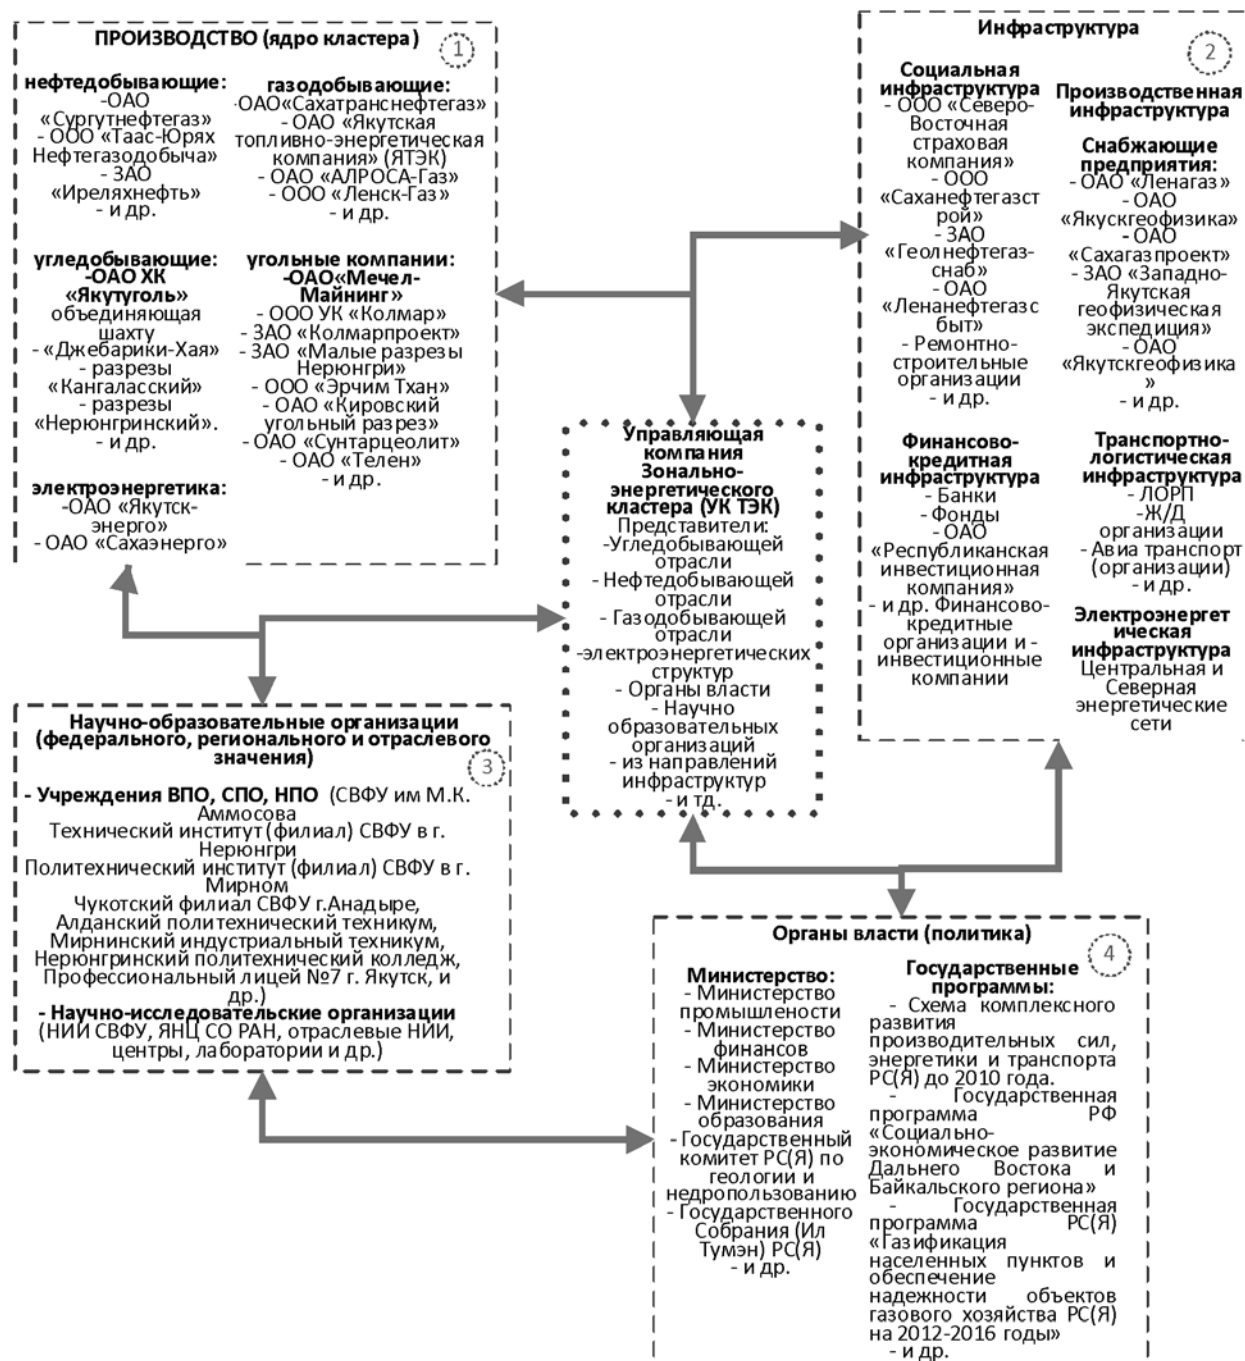 ПРОИЗВОДСТВО (ядро кластера)
1
нефтедобывающие:
-ОАО
«Сургутнефтегаз»
- ООО «Таас-Юрях
Нефтегазодобыча»
- ЗАО
«Иреляхнефть»
- и др.
газодобывающие:
-ОАО«Сахатранснефтегаз»
- ОАО «Якутская
топливно-энергетическая
компания» (ЯТЭК)
- ОАО «АЛРОСА-Газ»
- ООО «Ленск-Газ»
- и др.
угледобывающие:
-ОАО ХК
«Якутуголь»
объединяющая
шахту
- «Джебарики-Хая»
- разрезы
«Кангаласский»
- разрезы
«Нерюнгринский».
- и др.
угольные компании:
-ОАО«Мечел-
Майнинг»
- ООО УК «Колмар»
- ЗАО «Колмарпроект»
- ЗАО «Малые разрезы
Нерюнгри»
- ООО «Эрчим Тхан»
- ОАО «Кировский
угольный разрез»
- ОАО «Сунтарцеолит»
- ОАО «Телен»
- и др.
электроэнергетика:
-ОАО «Якутск-
энерго»
- ОАО «Сахаэнерго»
Инфраструктура
2
Социальная
инфраструктура
- ООО «Северо-
Восточная
страховая
компания»
- ООО
«Саханефтегазст
рой»
- ЗАО
«Геолнефтегаз-
снаб»
- ОАО
«Ленанефтегазс
быт»
- Ремонтно-
строительные
организации
- и др.
Производственная
инфраструктура
Снабжающие
предприятия:
- ОАО «Ленагаз»
- ОАО
«Якускгеофизика»
- ОАО
«Сахагазпроект»
- ЗАО «Западно-
Якутская
геофизическая
экспедиция»
- ОАО
«Якутскгеофизика
»
- и др.
Финансово-
кредитная
инфраструктура
- Банки
- Фонды
- ОАО
«Республиканская
инвестиционная
компания»
- и др. Финансово-
кредитные
организации и -
инвестиционные
компании
Транспортно-
логистическая
инфраструктура
- ЛОРП
-Ж/Д
организации
- Авиа транспорт
(организации)
- и др.
Электроэнергет
ическая
инфраструктура
Центральная и
Северная
энергетические
сети
Управляющая
компания
Зонально-
энергетического
кластера (УК ТЭК)
Представители:
-Угледобывающей
отрасли
- Нефтедобывающей
отрасли
- Газодобывающей
отрасли
-электроэнергетических
структур
- Органы власти
- Научно
образовательных
организаций
- из направлений
инфраструктур
- и тд.
Научно-образовательные организации
(федерального, регионального и отраслевого
значения)
3
- Учреждения ВПО, СПО, НПО (СВФУ им М.К.
Аммосова
Технический институт (филиал) СВФУ в г.
Нерюнгри
Политехнический институт (филиал) СВФУ в г.
Мирном
Чукотский филиал СВФУ г.Анадыре,
Алданский политехнический техникум,
Мирнинский индустриальный техникум,
Нерюнгринский политехнический колледж,
Профессиональный лицей №7 г. Якутск, и
др.)
- Научно-исследовательские организации
(НИИ СВФУ, ЯНЦ СО РАН, отраслевые НИИ,
центры, лаборатории и др.)
Органы власти (политика)
4
Министерство:
- Министерство
промышлености
- Министерство
финансов
- Министерство
экономики
- Министерство
образования
- Государственный
комитет РС(Я) по
геологии и
недропользованию
- Государственного
Собрания (Ил
Тумэн) РС(Я)
- и др.
Государственные
программы:
- Схема комплексного
развития
производительных сил,
энергетики и транспорта
РС(Я) до 2010 года.
- Государственная
программа РФ
«Социально-
экономическое развитие
Дальнего Востока и
Байкальского региона»
- Государственная
программа РС(Я)
«Газификация
населенных пунктов и
обеспечение
надежности объектов
газового хозяйства РС(Я)
на 2012-2016 годы»
- и др.